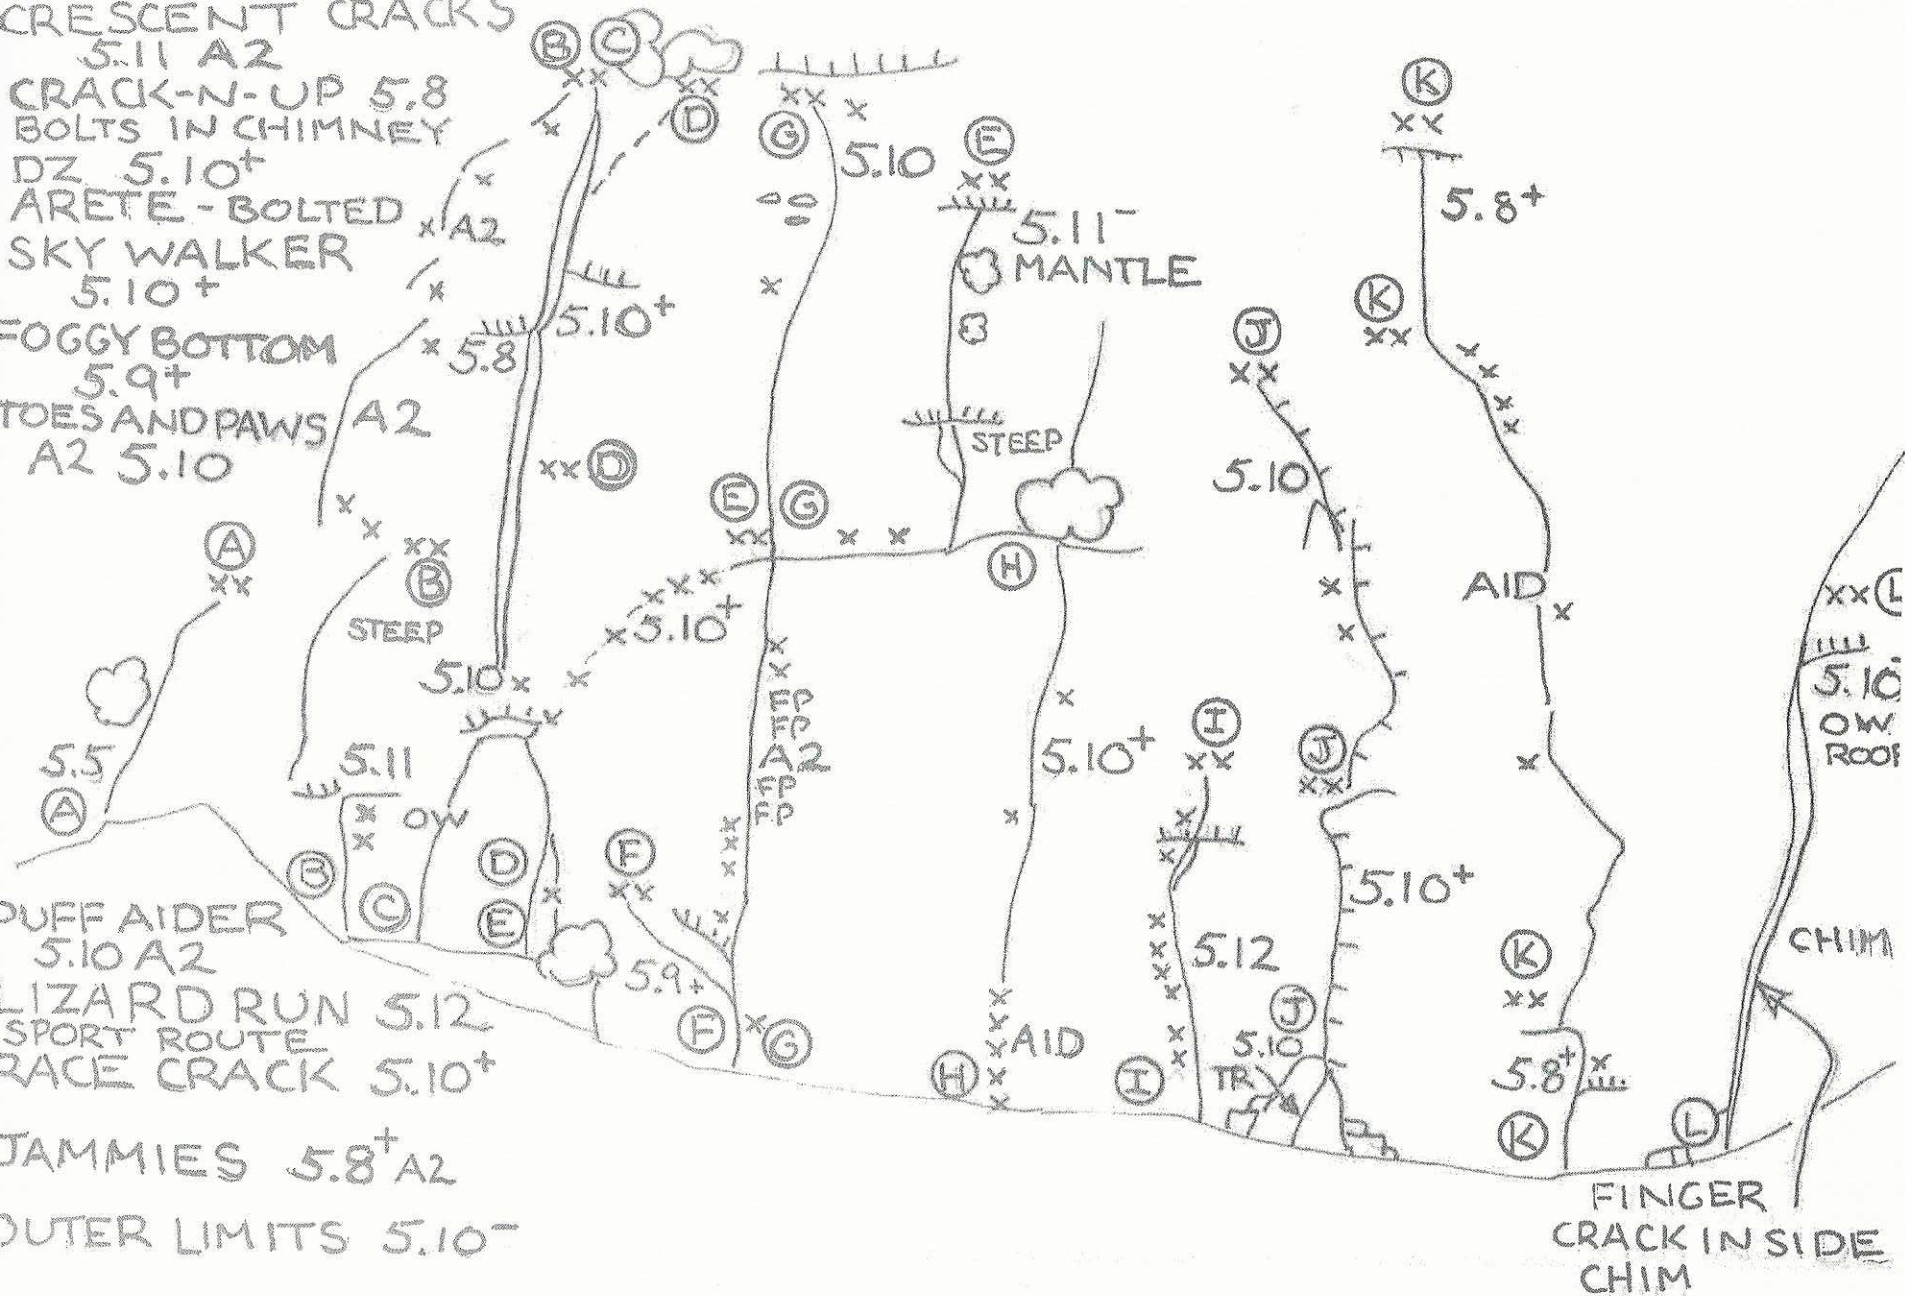 CRESCENT CRACKS
5.11 A2
CRACK-N-UP 5.8
BOLTS IN CHIMNEY
DZ 5.10+
ARETE-BOLTED
SKY WALKER
5.10+
FOGGY BOTTOM
5.9+
TOES AND PAWS
A2 5.10
B C
D
G
5.10
E
5.11-
MANTLE
K
5.8+
A2
5.10+
5.8
K
J
A2
STEEP
D
5.10
E G
A
B
H
AID
L
STEEP
5.10+
5.10
5.10-
OW
I
5.5
5.11
FP
FP
A2
FP
FP
5.10+
J
A
OW
D
F
B
C
E
5.10+
PUFF AIDER
5.10 A2
LIZARD RUN 5.12
SPORT ROUTE
5.9+
5.12
K
CHIM
F
G
AID
J
5.10
TR
5.8+
H
I
K
L
RACE CRACK 5.10+
JAMMIES 5.8+ A2
OUTER LIMITS 5.10-
FINGER
CRACK IN SIDE
CHIM